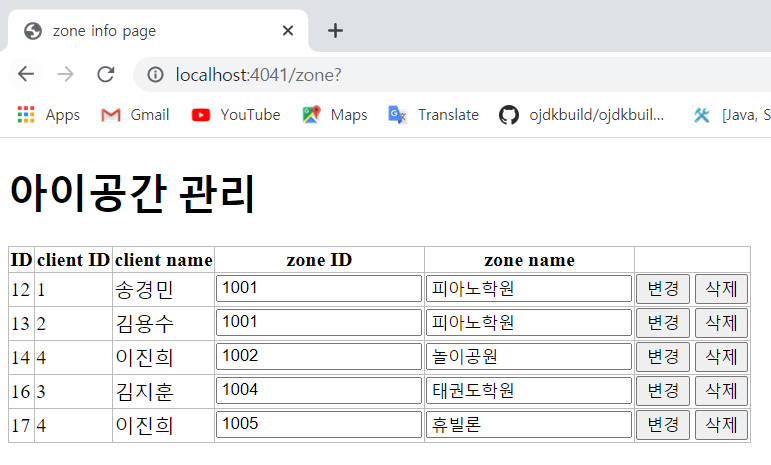 zone info page
localhost:4041/zone?
Apps Gmail YouTube Maps Translate ojdkbuild/ojdkbuil... [Java, S
아이공간 관리
ID client ID client name zone ID zone name
12 1 송경민 1001 피아노학원 변경 삭제
13 2 김용수 1001 피아노학원 변경 삭제
14 4 이진희 1002 놀이공원 변경 삭제
16 3 김지훈 1004 태권도학원 변경 삭제
17 4 이진희 1005 휴빌론 변경 삭제